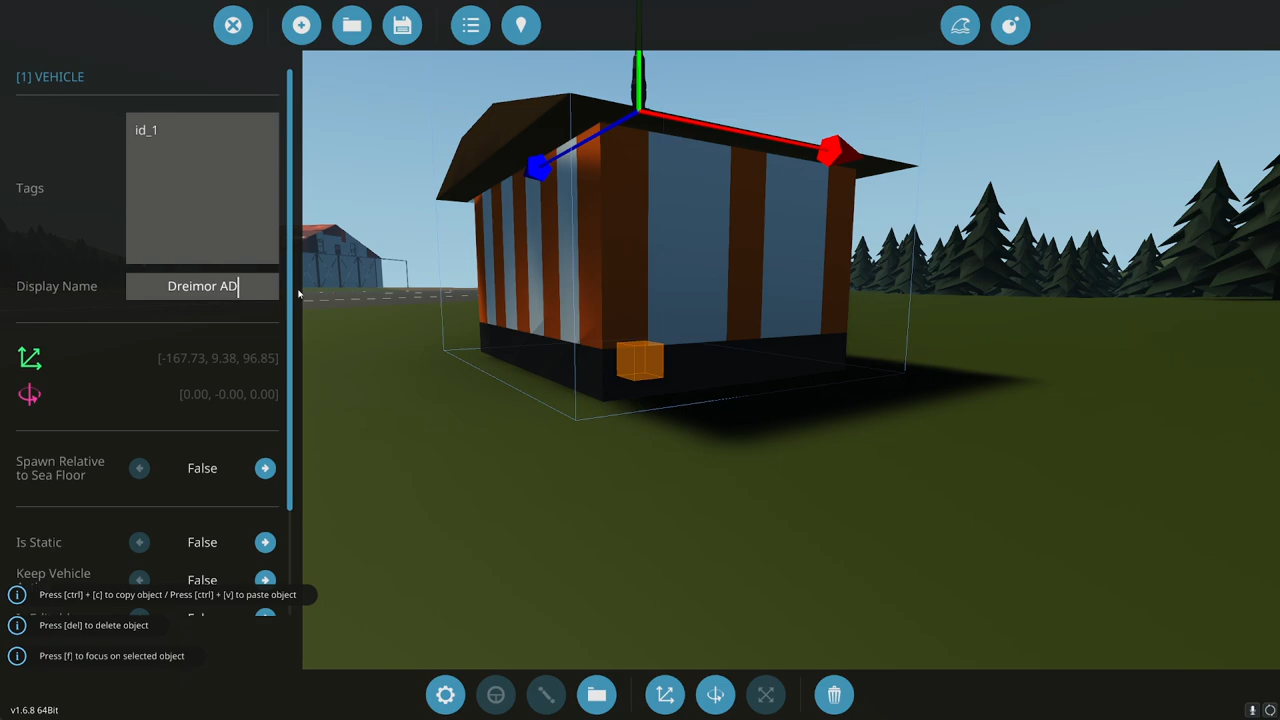 [1] VEHICLE
id_1
Tags
Display Name
Dreimor AD
[-167.73, 9.38, 96.85]
[0.00, -0.00, 0.00]
Spawn Relative
to Sea Floor
False
Is Static
False
Keep Vehicle
False
Press [ctrl] + [c] to copy object / Press [ctrl] + [v] to paste object
Press [del] to delete object
Press [f] to focus on selected object
v1.6.8 64Bit